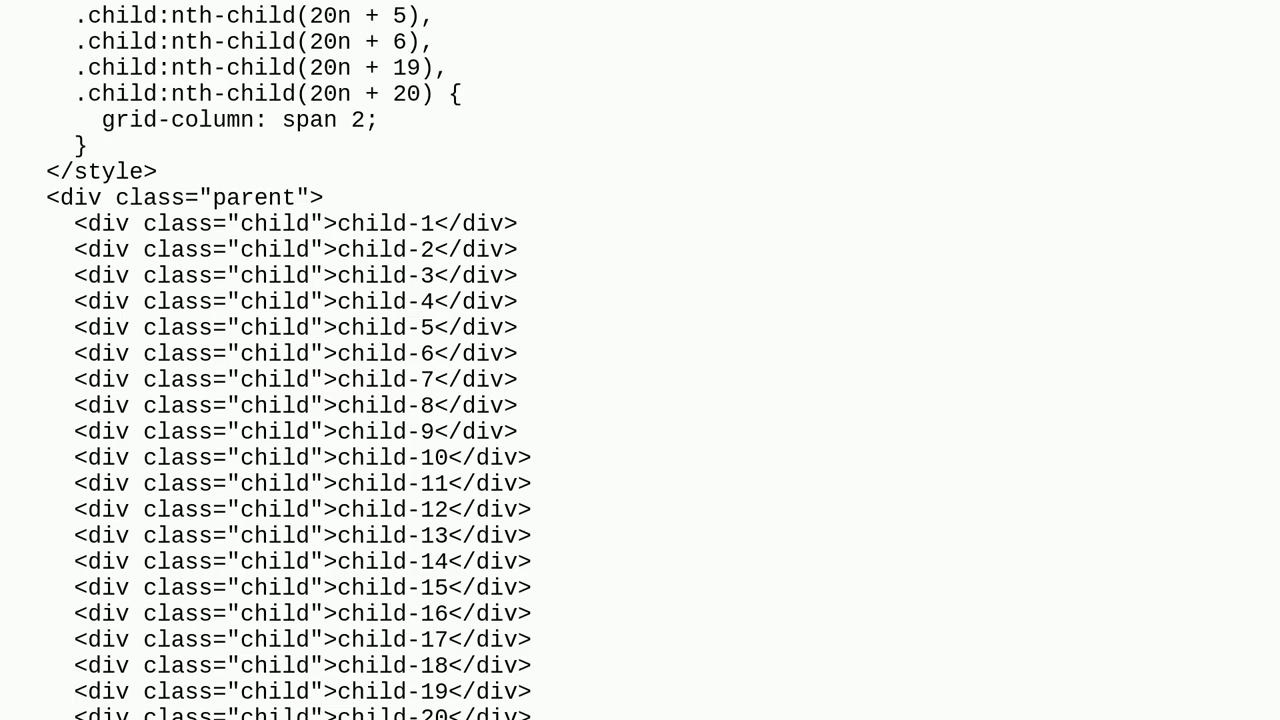 .child:nth-child(20n + 5),
.child:nth-child(20n + 6),
.child:nth-child(20n + 19),
.child:nth-child(20n + 20) {
grid-column: span 2;
}
</style>
<div class="parent">
<div class="child">child-1</div>
<div class="child">child-2</div>
<div class="child">child-3</div>
<div class="child">child-4</div>
<div class="child">child-5</div>
<div class="child">child-6</div>
<div class="child">child-7</div>
<div class="child">child-8</div>
<div class="child">child-9</div>
<div class="child">child-10</div>
<div class="child">child-11</div>
<div class="child">child-12</div>
<div class="child">child-13</div>
<div class="child">child-14</div>
<div class="child">child-15</div>
<div class="child">child-16</div>
<div class="child">child-17</div>
<div class="child">child-18</div>
<div class="child">child-19</div>
<div class="child">child-20</div>